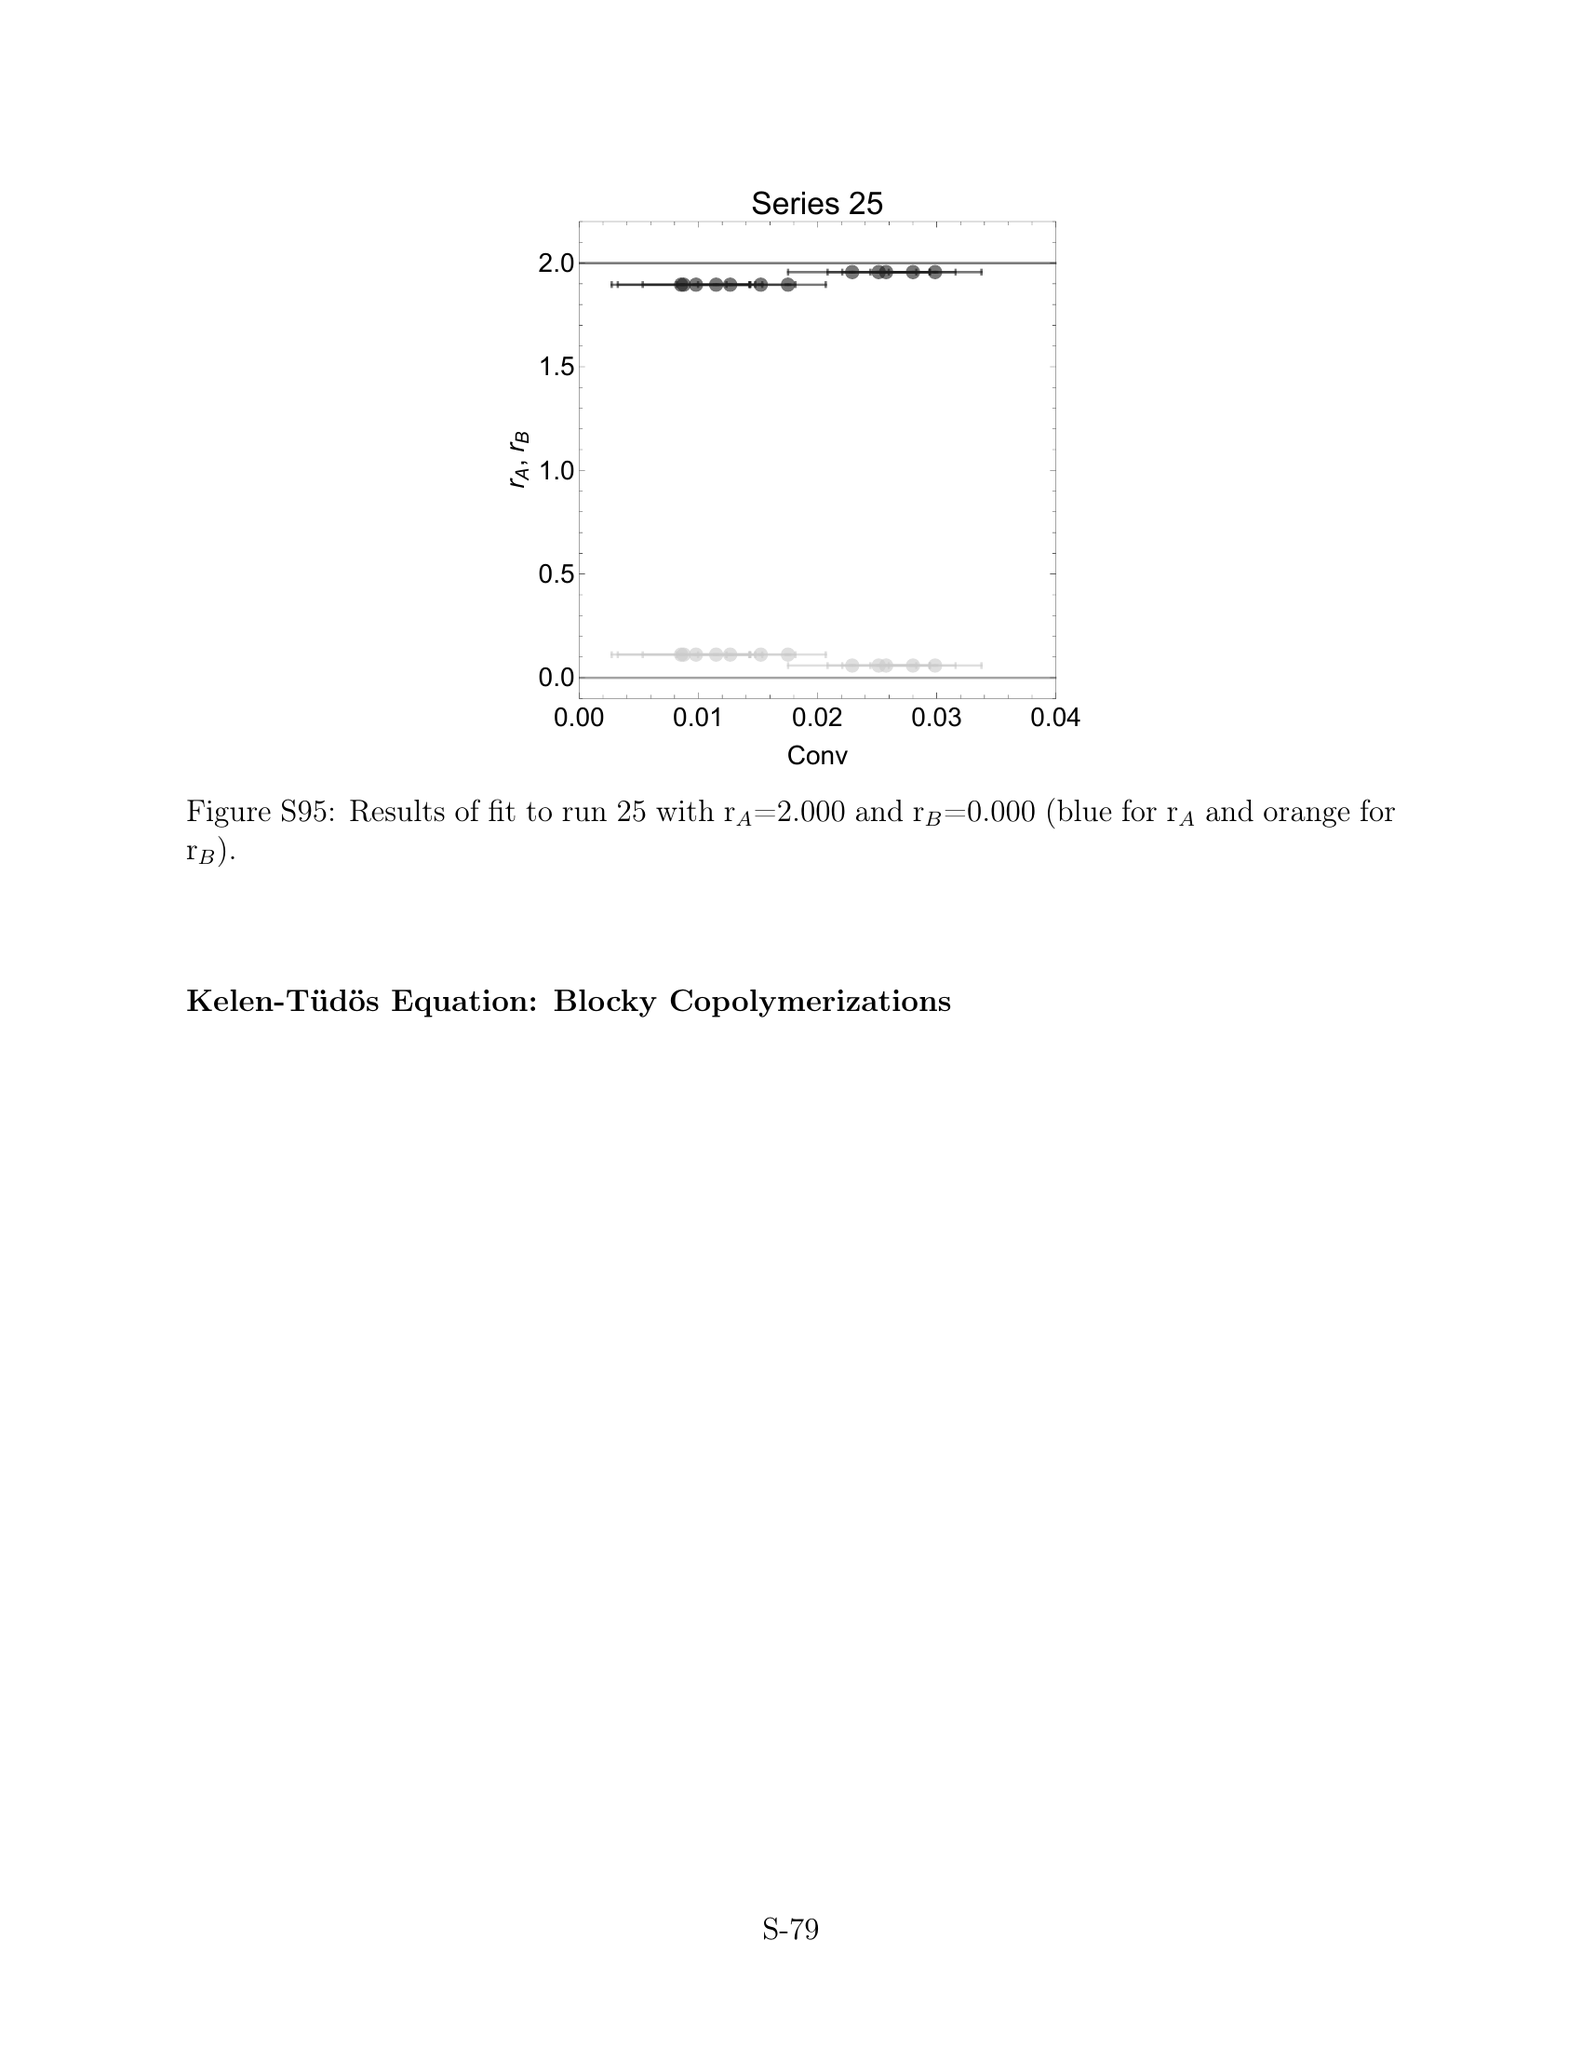 Series 25
2.0
1.5
1.0
0.5
0.0
r_A, r_B
0.00 0.01 0.02 0.03 0.04
Conv
Figure S95: Results of fit to run 25 with r_A=2.000 and r_B=0.000 (blue for r_A and orange for
r_B).
Kelen-Tüdös Equation: Blocky Copolymerizations
S-79